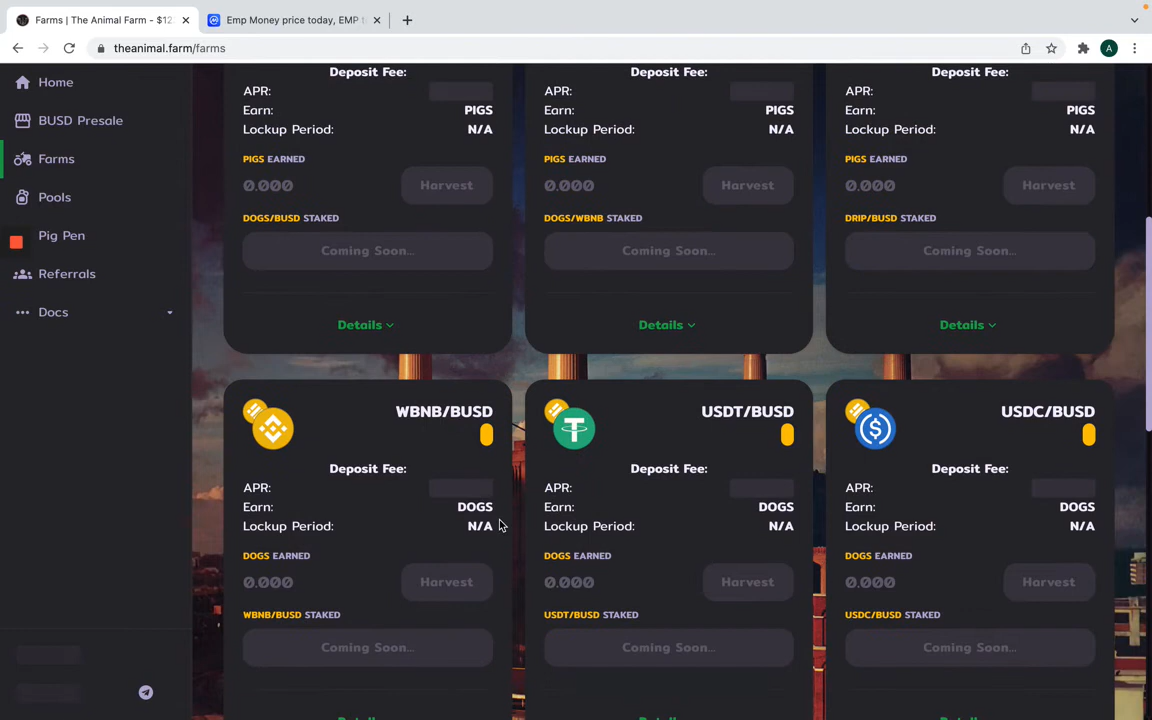 Farms | The Animal Farm - $12
Emp Money price today, EMP t
theanimal.farm/farms
A
Home
BUSD Presale
Farms
Pools
Pig Pen
Referrals
Docs
Deposit Fee:
APR:
Earn: PIGS
Lockup Period: N/A
PIGS EARNED
0.000 Harvest
DOGS/BUSD STAKED
Coming Soon...
Details
Deposit Fee:
APR:
Earn: PIGS
Lockup Period: N/A
PIGS EARNED
0.000 Harvest
DOGS/WBNB STAKED
Coming Soon...
Details
Deposit Fee:
APR:
Earn: PIGS
Lockup Period: N/A
PIGS EARNED
0.000 Harvest
DRIP/BUSD STAKED
Coming Soon...
Details
WBNB/BUSD
Deposit Fee:
APR:
Earn: DOGS
Lockup Period: N/A
DOGS EARNED
0.000 Harvest
WBNB/BUSD STAKED
Coming Soon...
USDT/BUSD
Deposit Fee:
APR:
Earn: DOGS
Lockup Period: N/A
DOGS EARNED
0.000 Harvest
USDT/BUSD STAKED
Coming Soon...
USDC/BUSD
Deposit Fee:
APR:
Earn: DOGS
Lockup Period: N/A
DOGS EARNED
0.000 Harvest
USDC/BUSD STAKED
Coming Soon...